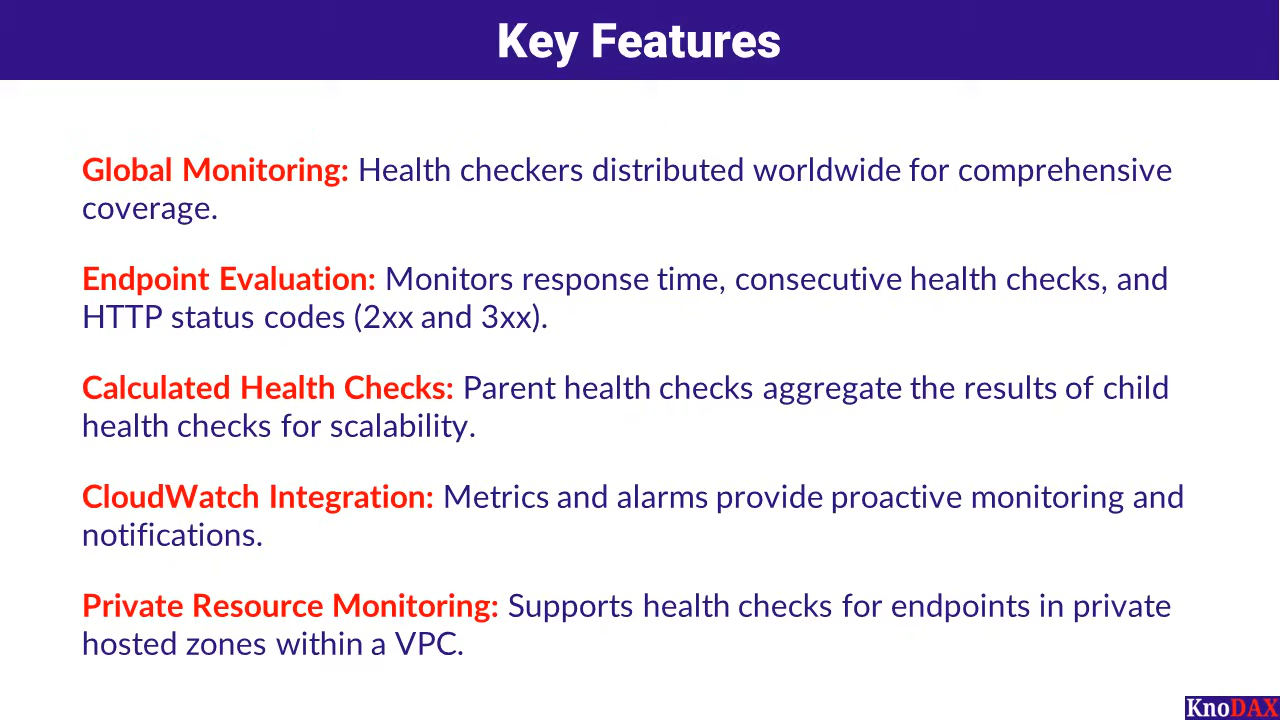 Key Features
Global Monitoring: Health checkers distributed worldwide for comprehensive
coverage.
Endpoint Evaluation: Monitors response time, consecutive health checks, and
HTTP status codes (2xx and 3xx).
Calculated Health Checks: Parent health checks aggregate the results of child
health checks for scalability.
CloudWatch Integration: Metrics and alarms provide proactive monitoring and
notifications.
Private Resource Monitoring: Supports health checks for endpoints in private
hosted zones within a VPC.
KnoDAX